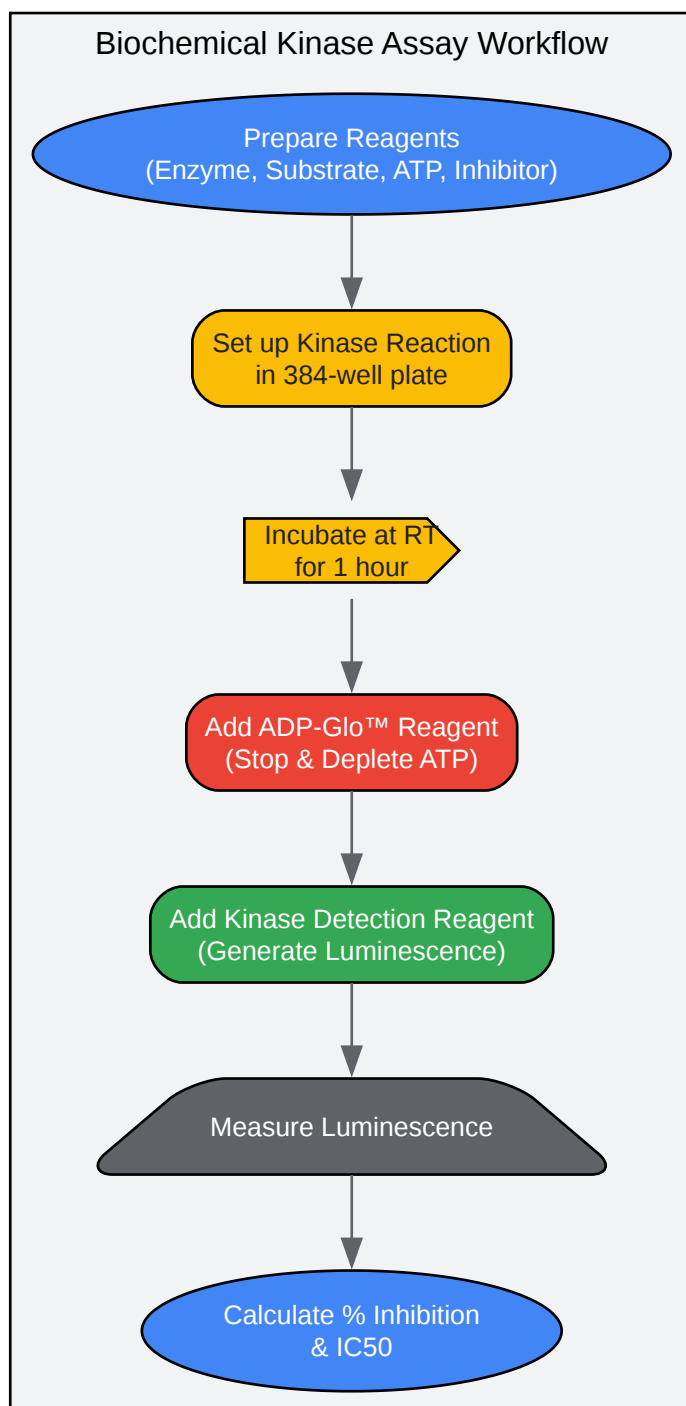 Biochemical Kinase Assay Workflow
Prepare Reagents
(Enzyme, Substrate, ATP, Inhibitor)
Set up Kinase Reaction
in 384-well plate
Incubate at RT
for 1 hour
Add ADP-Glo™ Reagent
(Stop & Deplete ATP)
Add Kinase Detection Reagent
(Generate Luminescence)
Measure Luminescence
Calculate % Inhibition
& IC50